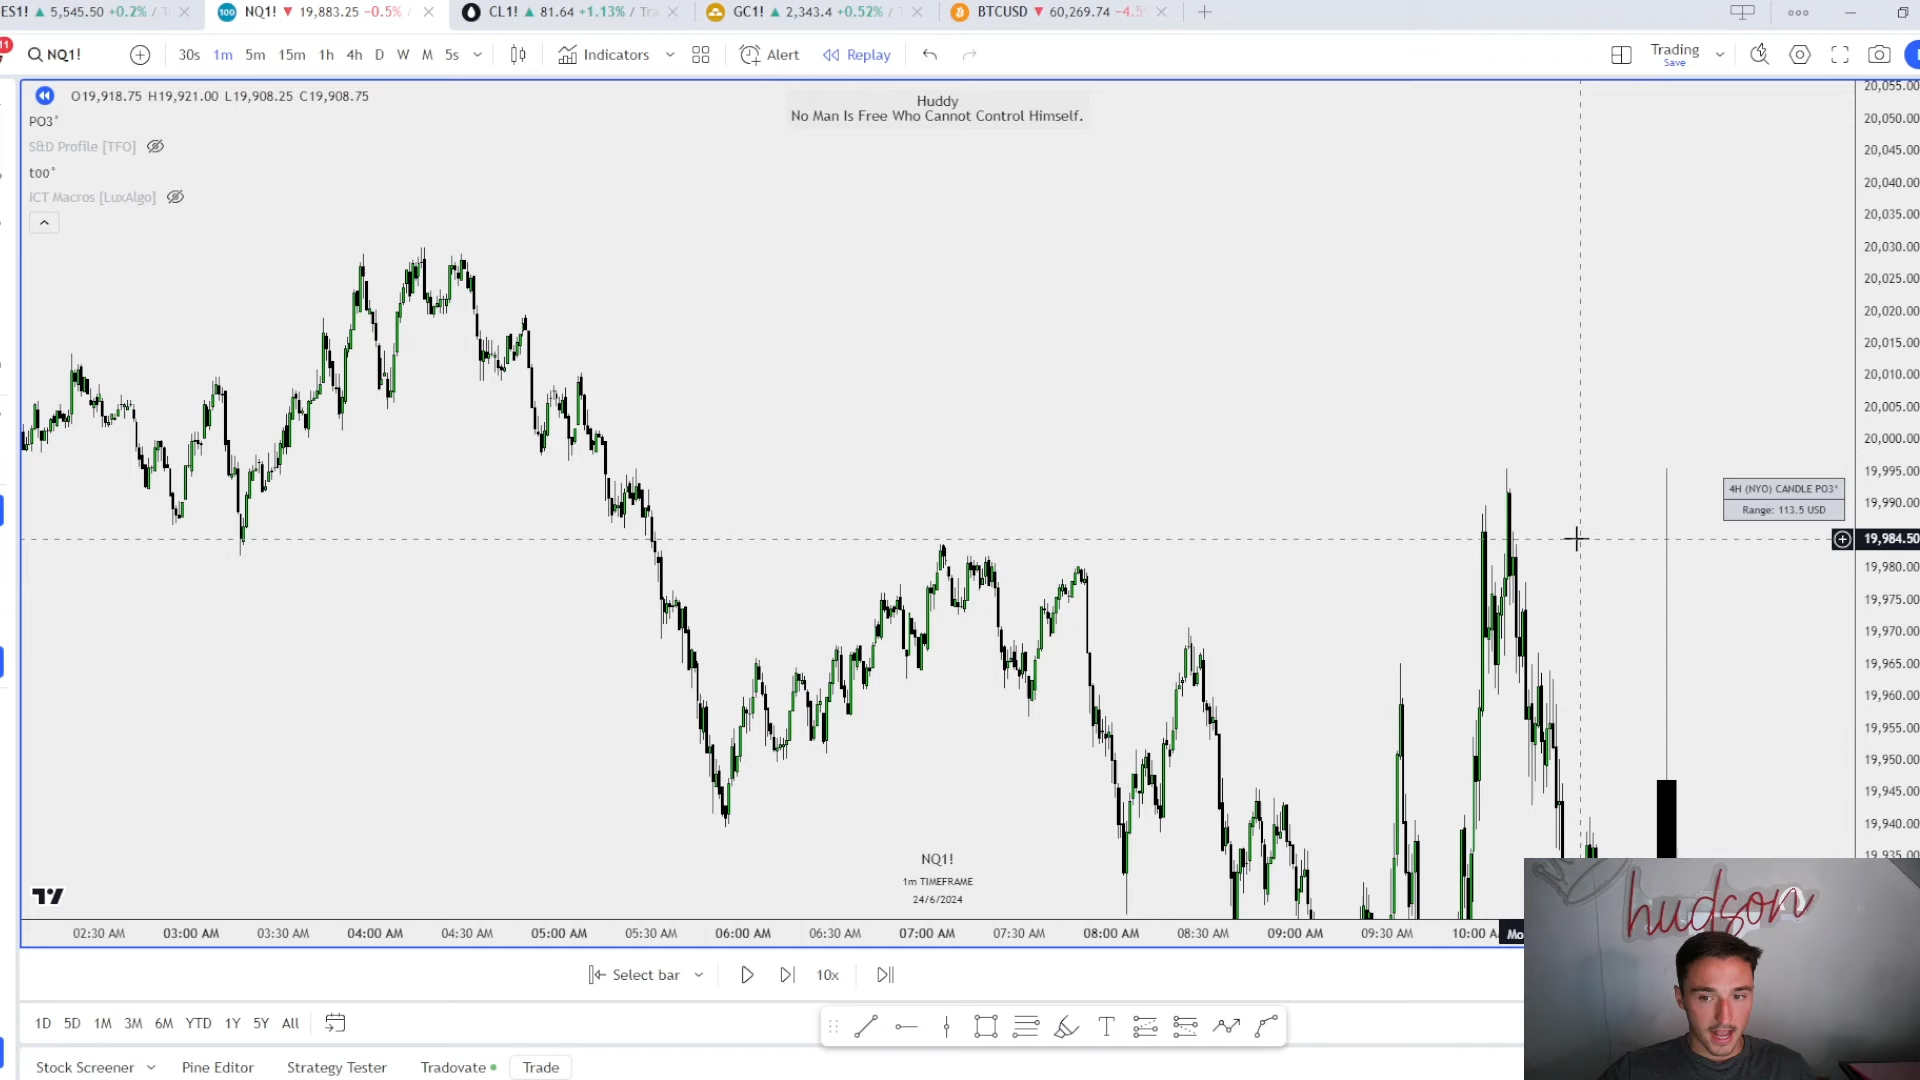 ES1! ▲ 5,545.50 +0.2% /
NQ1! ▼ 19,883.25 -0.5% /
CL1! ▲ 81.64 +1.13% / Tra
GC1! ▲ 2,343.4 +0.52% /
BTCUSD ▼ 60,269.74 -4.5
11
NQ1!
30s 1m 5m 15m 1h 4h D W M 5s
Indicators
Alert
Replay
Trading
Save
O19,918.75 H19,921.00 L19,908.25 C19,908.75
PO3°
S&D Profile [TFO]
too°
ICT Macros [LuxAlgo]
Huddy
No Man Is Free Who Cannot Control Himself.
20,055.00
20,050.00
20,045.00
20,040.00
20,035.00
20,030.00
20,025.00
20,020.00
20,015.00
20,010.00
20,005.00
20,000.00
19,995.00
19,990.00
19,984.50
19,980.00
19,975.00
19,970.00
19,965.00
19,960.00
19,955.00
19,950.00
19,945.00
19,940.00
19,935.00
4H (NYO) CANDLE PO3°
Range: 113.5 USD
NQ1!
1m TIMEFRAME
24/6/2024
02:30 AM 03:00 AM 03:30 AM 04:00 AM 04:30 AM 05:00 AM 05:30 AM 06:00 AM 06:30 AM 07:00 AM 07:30 AM 08:00 AM 08:30 AM 09:00 AM 09:30 AM 10:00 A Mo
hudson
Select bar
10x
1D 5D 1M 3M 6M YTD 1Y 5Y All
Stock Screener
Pine Editor
Strategy Tester
Tradovate
Trade